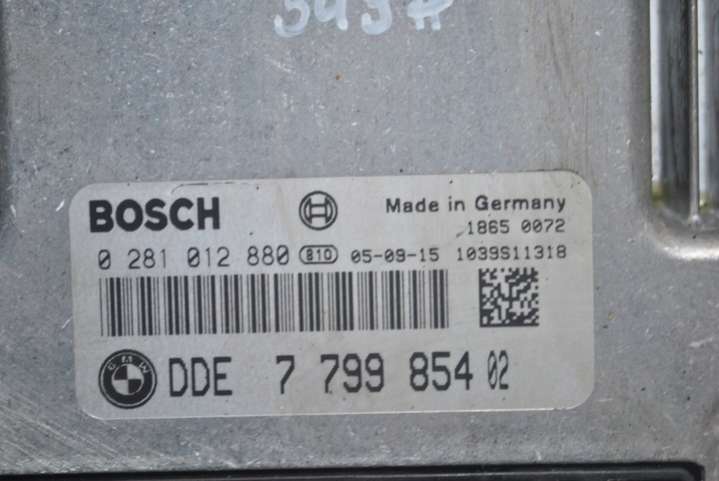 BOSCH
Made in Germany
1865 0072
0 281 012 880 810 05-09-15 1039S11318
BMW
DDE 7 799 854 02